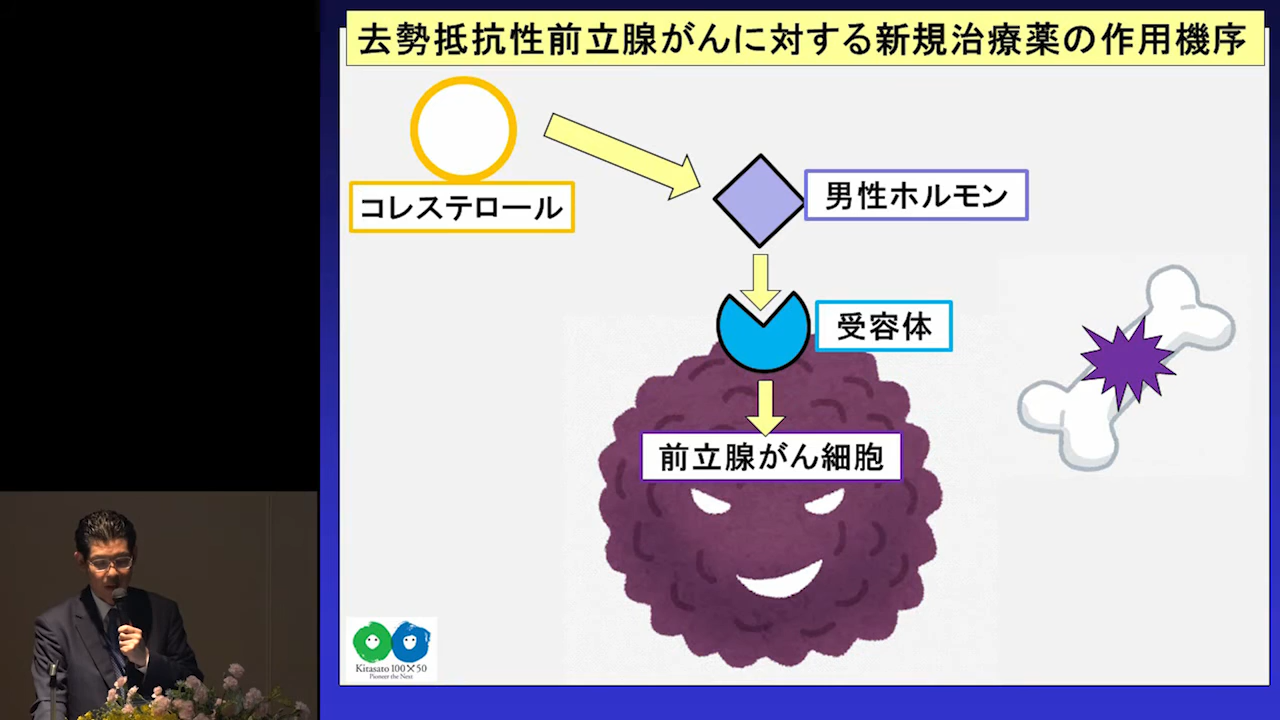 去勢抵抗性前立腺がんに対する新規治療薬の作用機序
コレステロール
男性ホルモン
受容体
前立腺がん細胞
Kitasato 100×50
Pioneer the Next